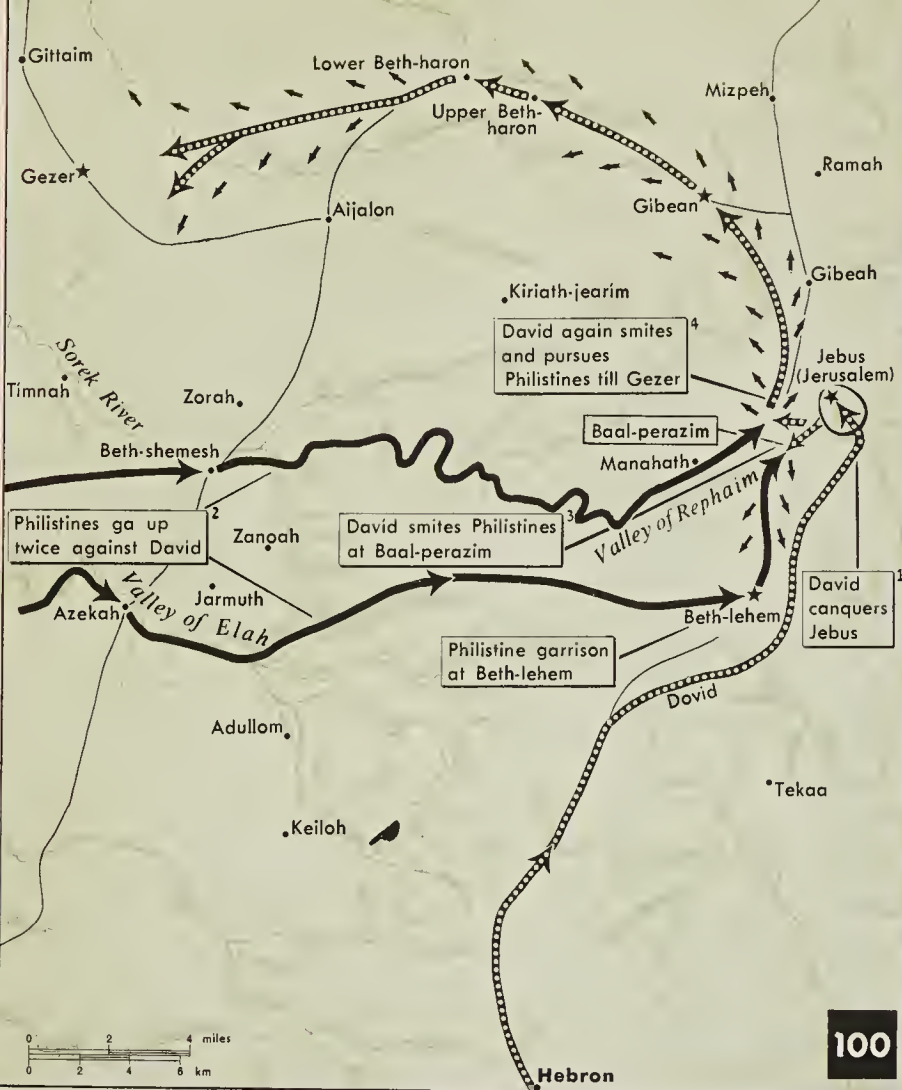 Gittaim
Lower Beth-haron
Upper Beth-
haron
Mizpeh
Ramah
Gezer
Gibean
Aijalon
Gibeah
Kiriath-jearim
David again smites 4
and pursues
Philistines till Gezer
Jebus
(Jerusalem)
Sorek River
Timnah
Zorah
Baal-perazim
Beth-shemesh
Manahath
Philistines ga up 2
twice against David
Zanoah
David smites Philistines 3
at Baal-perazim
Valley of Rephaim
Valley of Elah
Jarmuth
Azekah
Beth-lehem
David 1
canquers
Jebus
Philistine garrison
at Beth-lehem
Dovid
Adullom
Tekaa
Keiloh
0 2 4 miles
0 2 4 6 km
Hebron
100